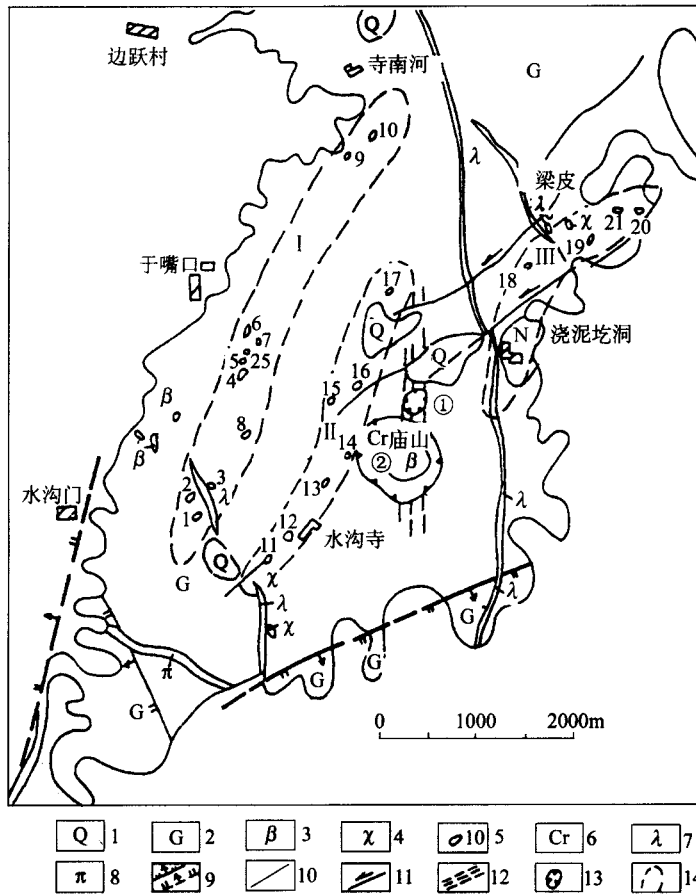 边跃村
Q
寺南河
G
10
9
λ
梁皮
λ
χ
21
20
19
I
III
18
于嘴口
17
Q
N
浇泥圪洞
6
7
5
25
4
Q
16
15
①
β
8
II
Cr庙山
14
② β
β
水沟门
3
2
λ
13
λ
1
12
水沟寺
11
G
Q
χ
λ
G
λ
χ
G
π
G
G
0 1000 2000m
Q 1 G 2 β 3 χ 4 10 5 Cr 6 λ 7
π 8 9 10 11 12 13 14